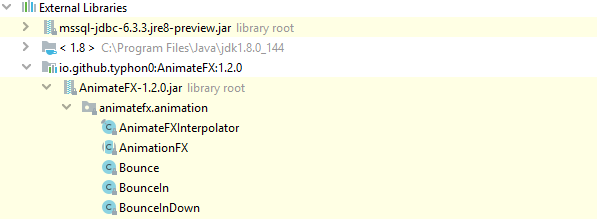 External Libraries
mssql-jdbc-6.3.3.jre8-preview.jar library root
< 1.8 > C:\Program Files\Java\jdk1.8.0_144
io.github.typhon0:AnimateFX:1.2.0
AnimateFX-1.2.0.jar library root
animatefx.animation
AnimateFXInterpolator
AnimationFX
Bounce
BounceIn
BounceInDown